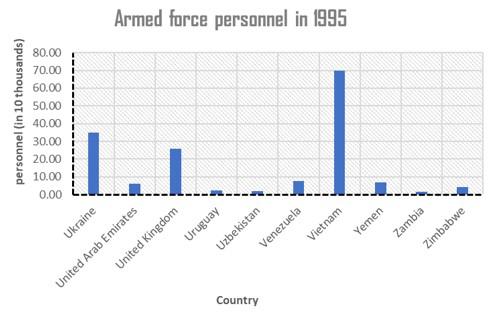 Armed force personnel in 1995
personnel (in 10 thousands)
80.00
70.00
60.00
50.00
40.00
30.00
20.00
10.00
0.00
Ukraine
United Arab Emirates
United Kingdom
Uruguay
Uzbekistan
Venezuela
Vietnam
Yemen
Zambia
Zimbabwe
Country